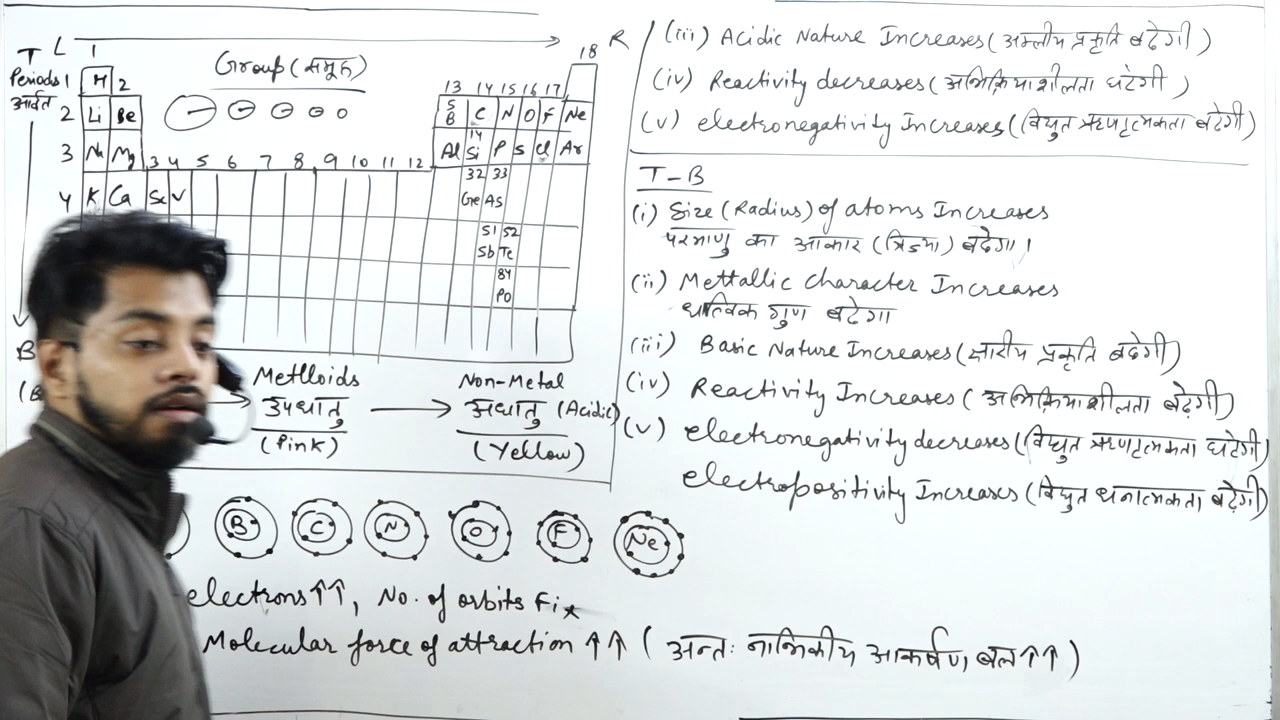 T L R
Periods 1
आवर्त
1
18
Group (समूह)
H 2
13 14 15 16 17
2 Li Be
5 B C N O F Ne
3 Na Mg 3 4 5 6 7 8 9 10 11 12
Al 14 Si P S Cl Ar
4 K Ca Sc V
32 Ge 33 As
51 Sb 52 Te
84 Po
B
(B
Metlloids
उपधातु
(Pink)
Non-Metal
अधातु (Acidic)
(Yellow)
B C N O F Ne
electrons↑↑, No. of orbits Fix
Molecular force of attraction ↑↑ (अन्तः नाभिकीय आकर्षण बल↑↑)
(iii) Acidic Nature Increases (अम्लीय प्रकृति बढ़ेगी)
(iv) Reactivity decreases (अभिक्रियाशीलता घटेगी)
(v) electronegativity Increases (विद्युत ऋणात्मकता बढ़ेगी)
T-B
(i) Size (Radius) of atoms Increases
परमाणु का आकार (त्रिज्या) बढ़ेगा।
(ii) Mettallic Character Increases
धात्विक गुण बढ़ेगा
(iii) Basic Nature Increases (क्षारीय प्रकृति बढ़ेगी)
(iv) Reactivity Increases (अभिक्रियाशीलता बढ़ेगी)
(v) electronegativity decreases (विद्युत ऋणात्मकता घटेगी)
electropositivity Increases (विद्युत धनात्मकता बढ़ेगी)